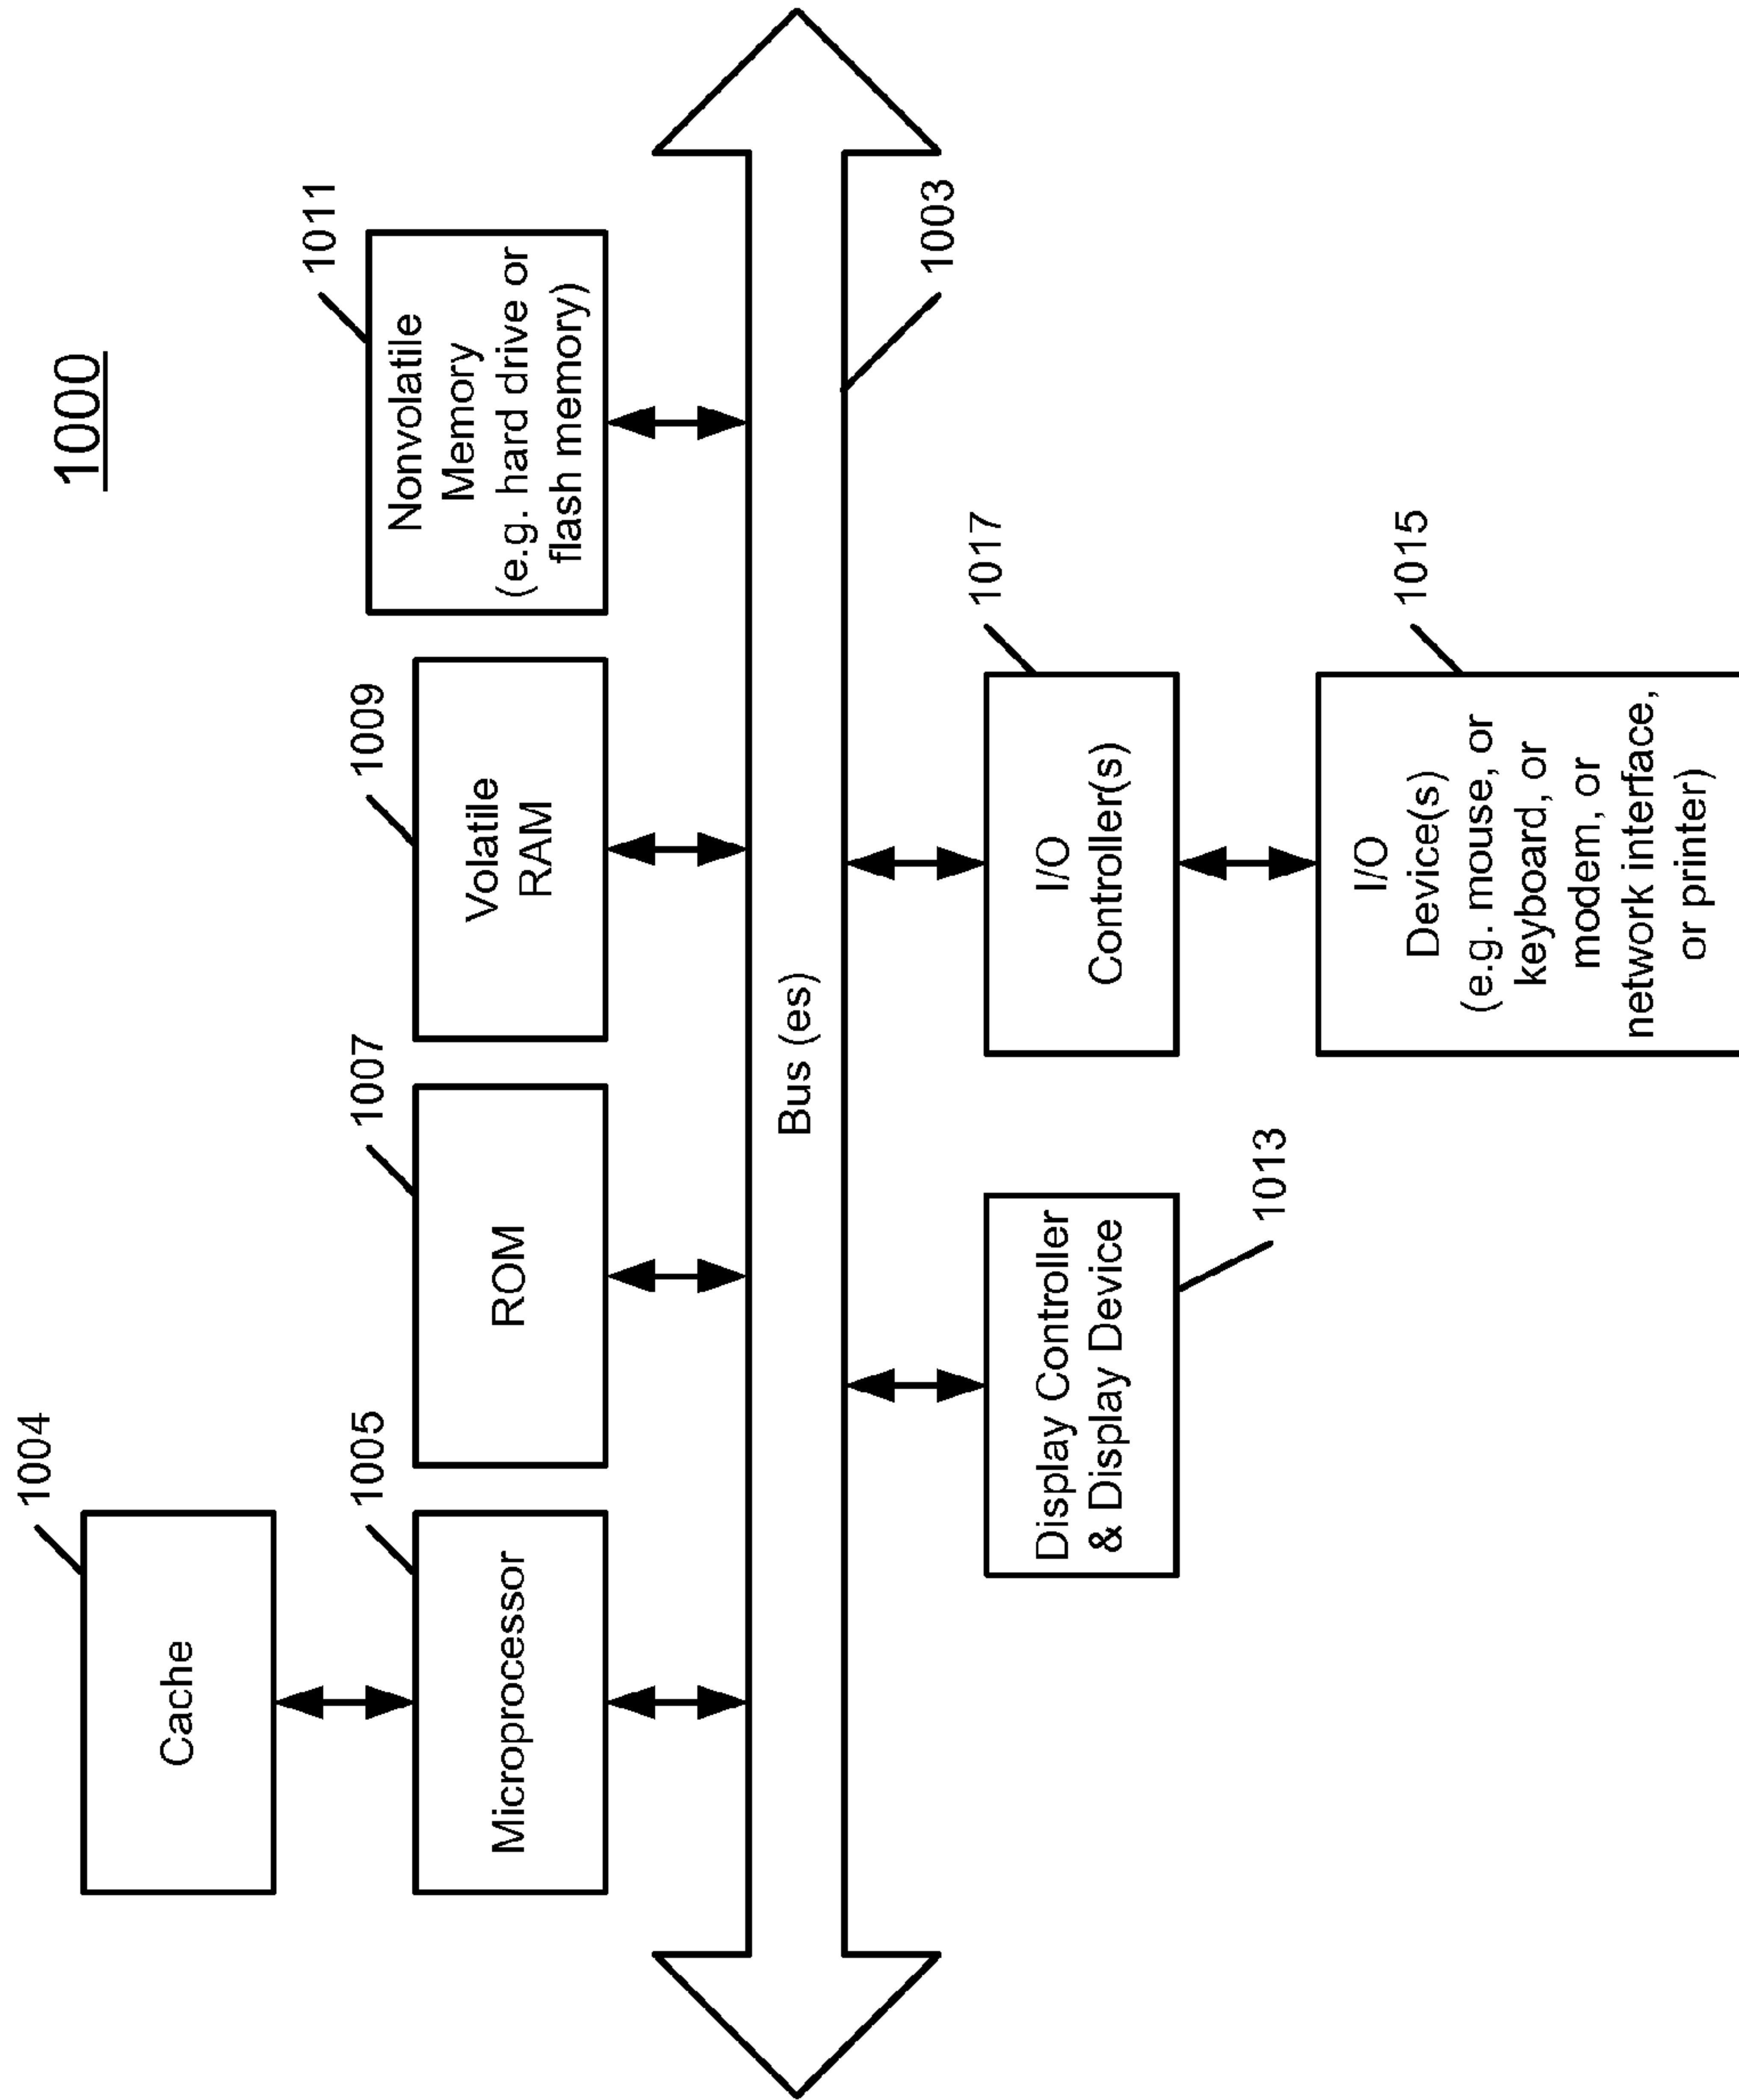 1000
1004
Cache
1005
Microprocessor
1007
ROM
1009
Volatile
RAM
1011
Nonvolatile
Memory
(e.g. hard drive or
flash memory)
Bus (es)
1003
Display Controller
& Display Device
1013
1017
I/O
Controller(s)
1015
I/O
Device(s)
(e.g. mouse, or
keyboard, or
modem, or
network interface,
or printer)